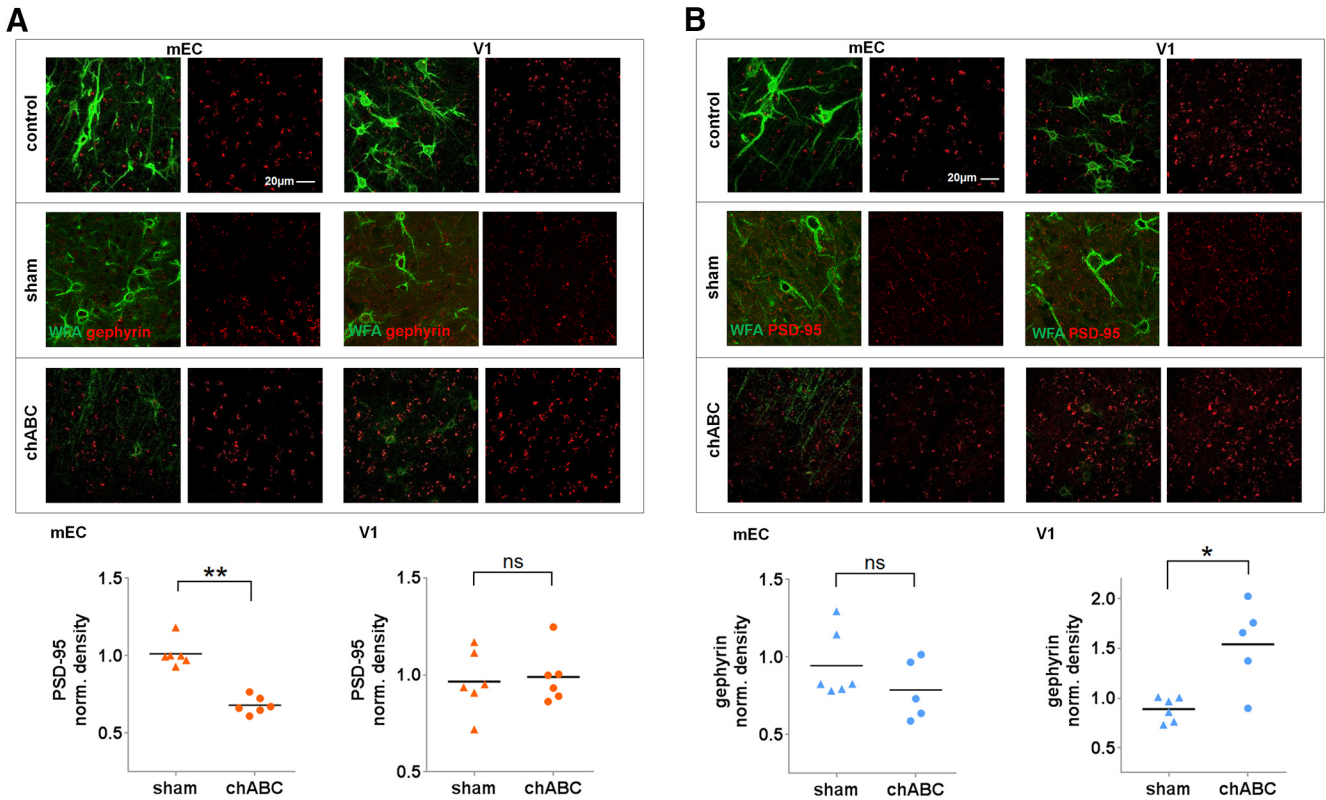 A
mEC V1
control
20µm
sham
WFA gephyrin WFA gephyrin
chABC
mEC V1
**
1.5
1.0
0.5
PSD-95
norm. density
sham chABC
ns
1.5
1.0
0.5
PSD-95
norm. density
sham chABC
B
mEC V1
control
20µm
sham
WFA PSD-95 WFA PSD-95
chABC
mEC V1
ns
1.5
1.0
0.5
gephyrin
norm. density
sham chABC
*
2.0
1.5
1.0
0.5
gephyrin
norm. density
sham chABC